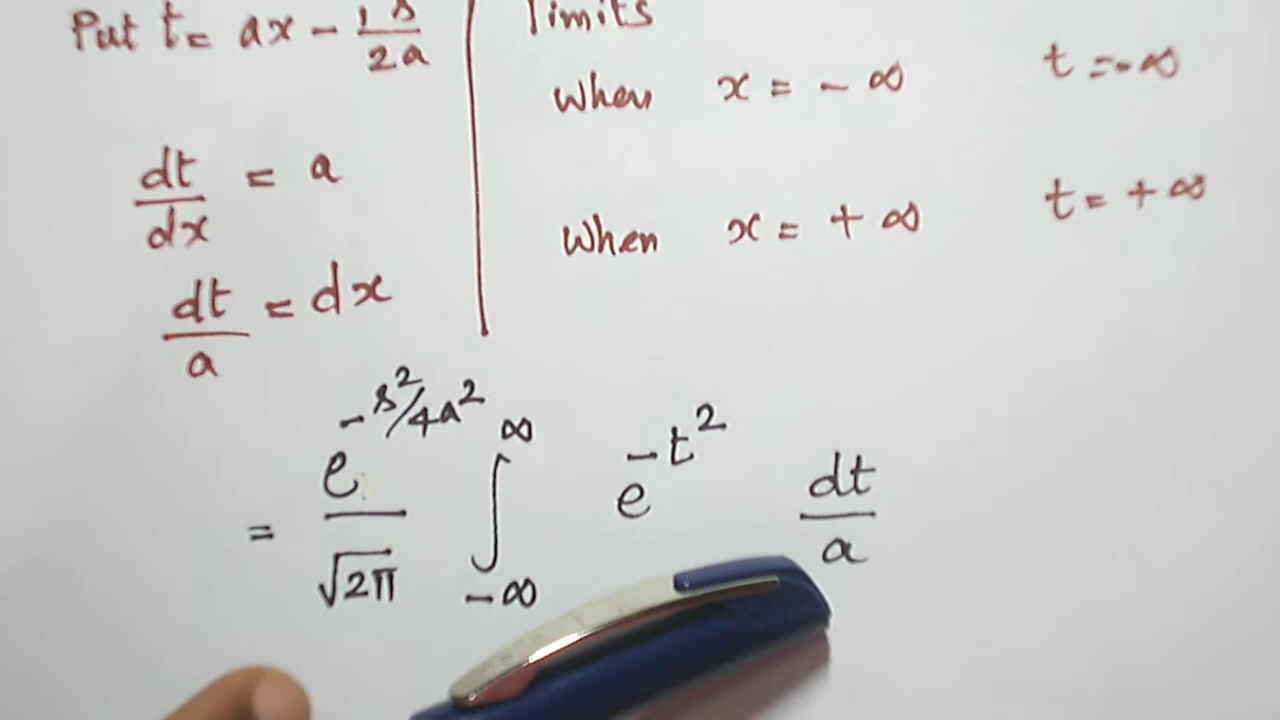 Put t = ax - is/2a
limits
When x = - ∞ t = -∞
dt/dx = a
When x = + ∞ t = + ∞
dt/a = dx
= e^(-s²/4a²)/√2π ∫_{-∞}^{∞} e^(-t²) dt/a